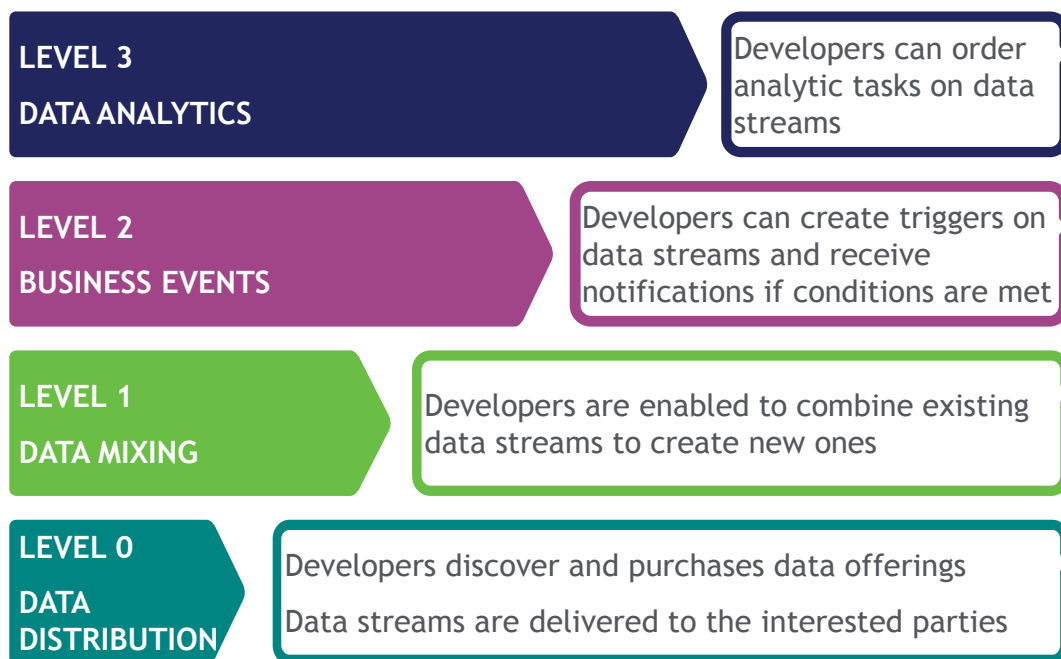 LEVEL 3
DATA ANALYTICS
Developers can order
analytic tasks on data
streams
LEVEL 2
BUSINESS EVENTS
Developers can create triggers on
data streams and receive
notifications if conditions are met
LEVEL 1
DATA MIXING
Developers are enabled to combine existing
data streams to create new ones
LEVEL 0
DATA
DISTRIBUTION
Developers discover and purchases data offerings
Data streams are delivered to the interested parties